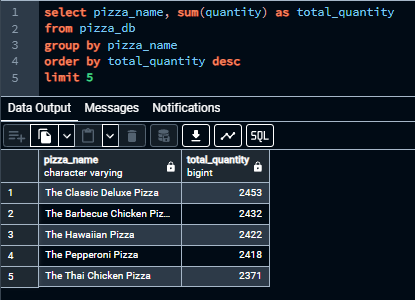 1 select pizza_name, sum(quantity) as total_quantity
2 from pizza_db
3 group by pizza_name
4 order by total_quantity desc
5 limit 5
Data Output Messages Notifications
SQL
pizza_name total_quantity
character varying bigint
1 The Classic Deluxe Pizza 2453
2 The Barbecue Chicken Piz... 2432
3 The Hawaiian Pizza 2422
4 The Pepperoni Pizza 2418
5 The Thai Chicken Pizza 2371